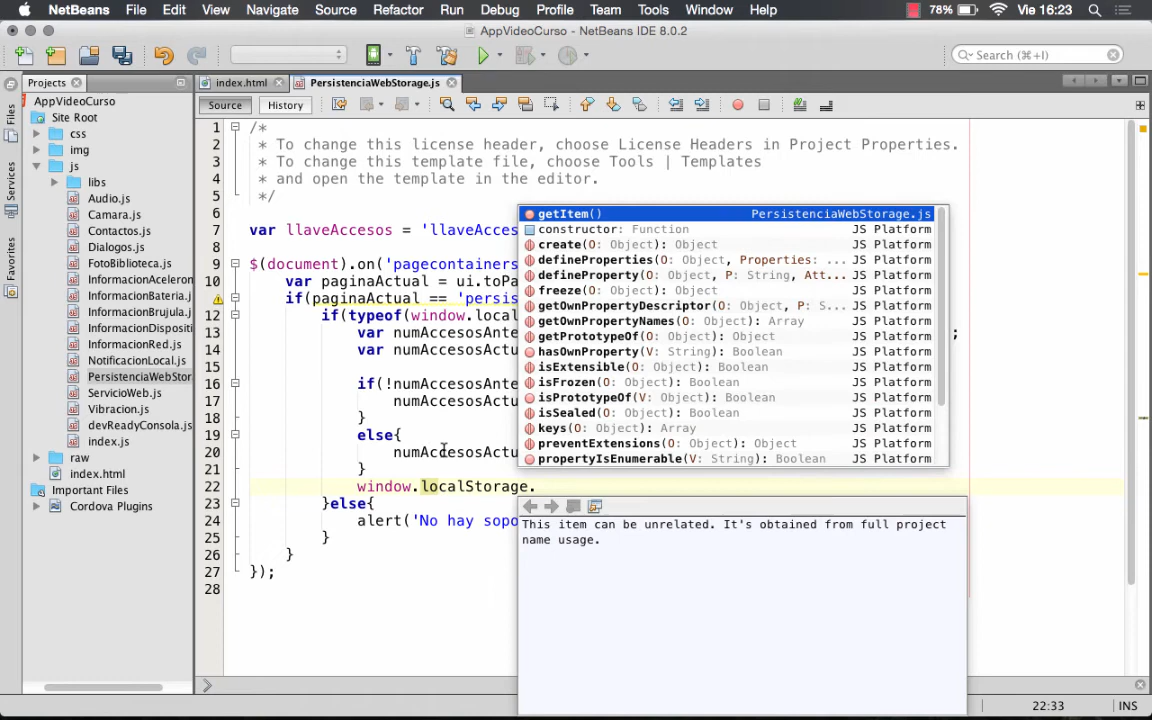 NetBeans File Edit View Navigate Source Refactor Run Debug Profile Team Tools Window Help 78% Vie 16:23
AppVideoCurso - NetBeans IDE 8.0.2
Search (⌘+I)
Projects
index.html
PersistenciaWebStorage.js
Source History
Files
Services
Favorites
AppVideoCurso
Site Root
css
img
js
libs
Audio.js
Camara.js
Contactos.js
Dialogos.js
FotoBiblioteca.js
InformacionAceleron
InformacionBateria.j
InformacionBrujula.j
InformacionDispositi
InformacionRed.js
NotificacionLocal.js
PersistenciaWebStor
ServicioWeb.js
Vibracion.js
devReadyConsola.js
index.js
raw
index.html
Important Files
Cordova Plugins
1 /*
2 * To change this license header, choose License Headers in Project Properties.
3 * To change this template file, choose Tools | Templates
4 * and open the template in the editor.
5 */
6
7 var llaveAccesos = 'llaveAcces
8
9 $(document).on('pagecontainers
10 var paginaActual = ui.toPa
if(paginaActual == 'persis
12 if(typeof(window.local
13 var numAccesosAnte ;
14 var numAccesosActu
15
16 if(!numAccesosAnte
17 numAccesosActu
18 }
19 else{
20 numAccesosActu
21 }
22 window.localStorage.
23 }else{
24 alert('No hay sopo
25 }
26 }
27 });
28
getItem() PersistenciaWebStorage.js
constructor: Function JS Platform
create(O: Object): Object JS Platform
defineProperties(O: Object, Properties: ... JS Platform
defineProperty(O: Object, P: String, Att... JS Platform
freeze(O: Object): Object JS Platform
getOwnPropertyDescriptor(O: Object, P: S... JS Platform
getOwnPropertyNames(O: Object): Array JS Platform
getPrototypeOf(O: Object): Object JS Platform
hasOwnProperty(V: String): Boolean JS Platform
isExtensible(O: Object): Boolean JS Platform
isFrozen(O: Object): Boolean JS Platform
isPrototypeOf(V: Object): Boolean JS Platform
isSealed(O: Object): Boolean JS Platform
keys(O: Object): Array JS Platform
preventExtensions(O: Object): Object JS Platform
propertyIsEnumerable(V: String): Boolean JS Platform
This item can be unrelated. It's obtained from full project
name usage.
22:33 INS